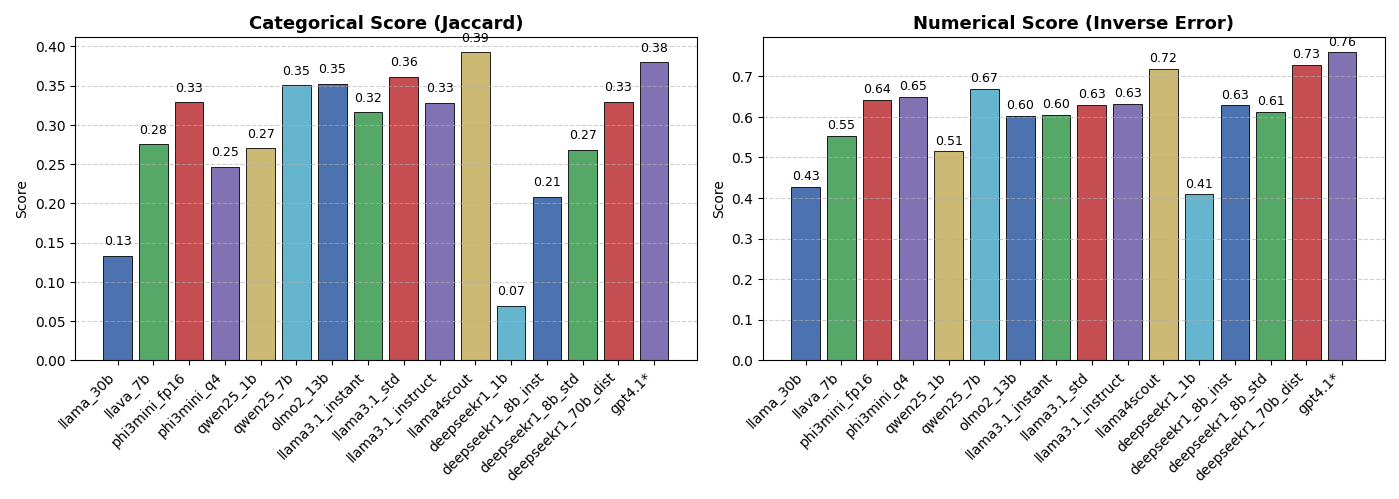 Categorical Score (Jaccard)
Score
0.40
0.35
0.30
0.25
0.20
0.15
0.10
0.05
0.00
0.13
0.28
0.33
0.25
0.27
0.35
0.35
0.32
0.36
0.33
0.39
0.07
0.21
0.27
0.33
0.38
llama_30b
llava_7b
phi3mini_fp16
phi3mini_q4
qwen25_1b
qwen25_7b
olmo2_13b
llama3.1_instant
llama3.1_std
llama3.1_instruct
llama4scout
deepseekr1_1b
deepseekr1_8b_inst
deepseekr1_8b_std
deepseekr1_70b_dist
gpt4.1*
Numerical Score (Inverse Error)
Score
0.7
0.6
0.5
0.4
0.3
0.2
0.1
0.0
0.43
0.55
0.64
0.65
0.51
0.67
0.60
0.60
0.63
0.63
0.72
0.41
0.63
0.61
0.73
0.76
llama_30b
llava_7b
phi3mini_fp16
phi3mini_q4
qwen25_1b
qwen25_7b
olmo2_13b
llama3.1_instant
llama3.1_std
llama3.1_instruct
llama4scout
deepseekr1_1b
deepseekr1_8b_inst
deepseekr1_8b_std
deepseekr1_70b_dist
gpt4.1*